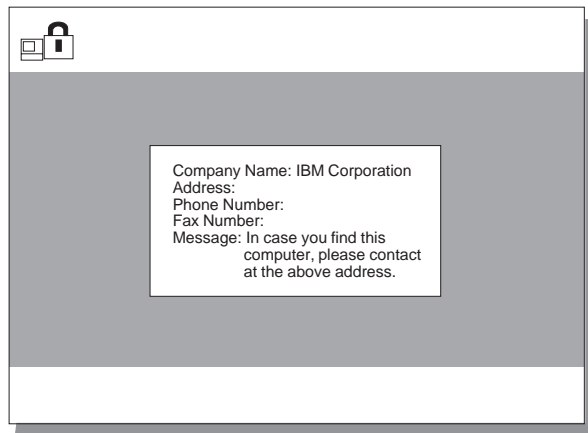 Company Name: IBM Corporation
Address:
Phone Number:
Fax Number:
Message: In case you find this
computer, please contact
at the above address.